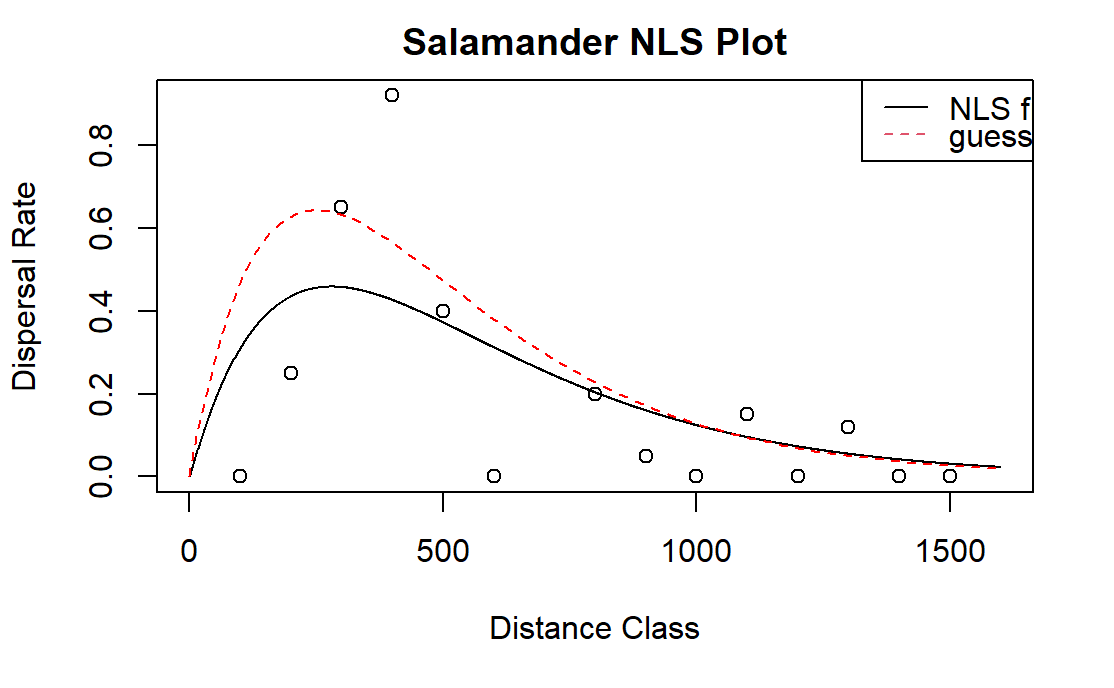 Salamander NLS Plot
NLS f
guess
Dispersal Rate
0.0 0.2 0.4 0.6 0.8
0 500 1000 1500
Distance Class